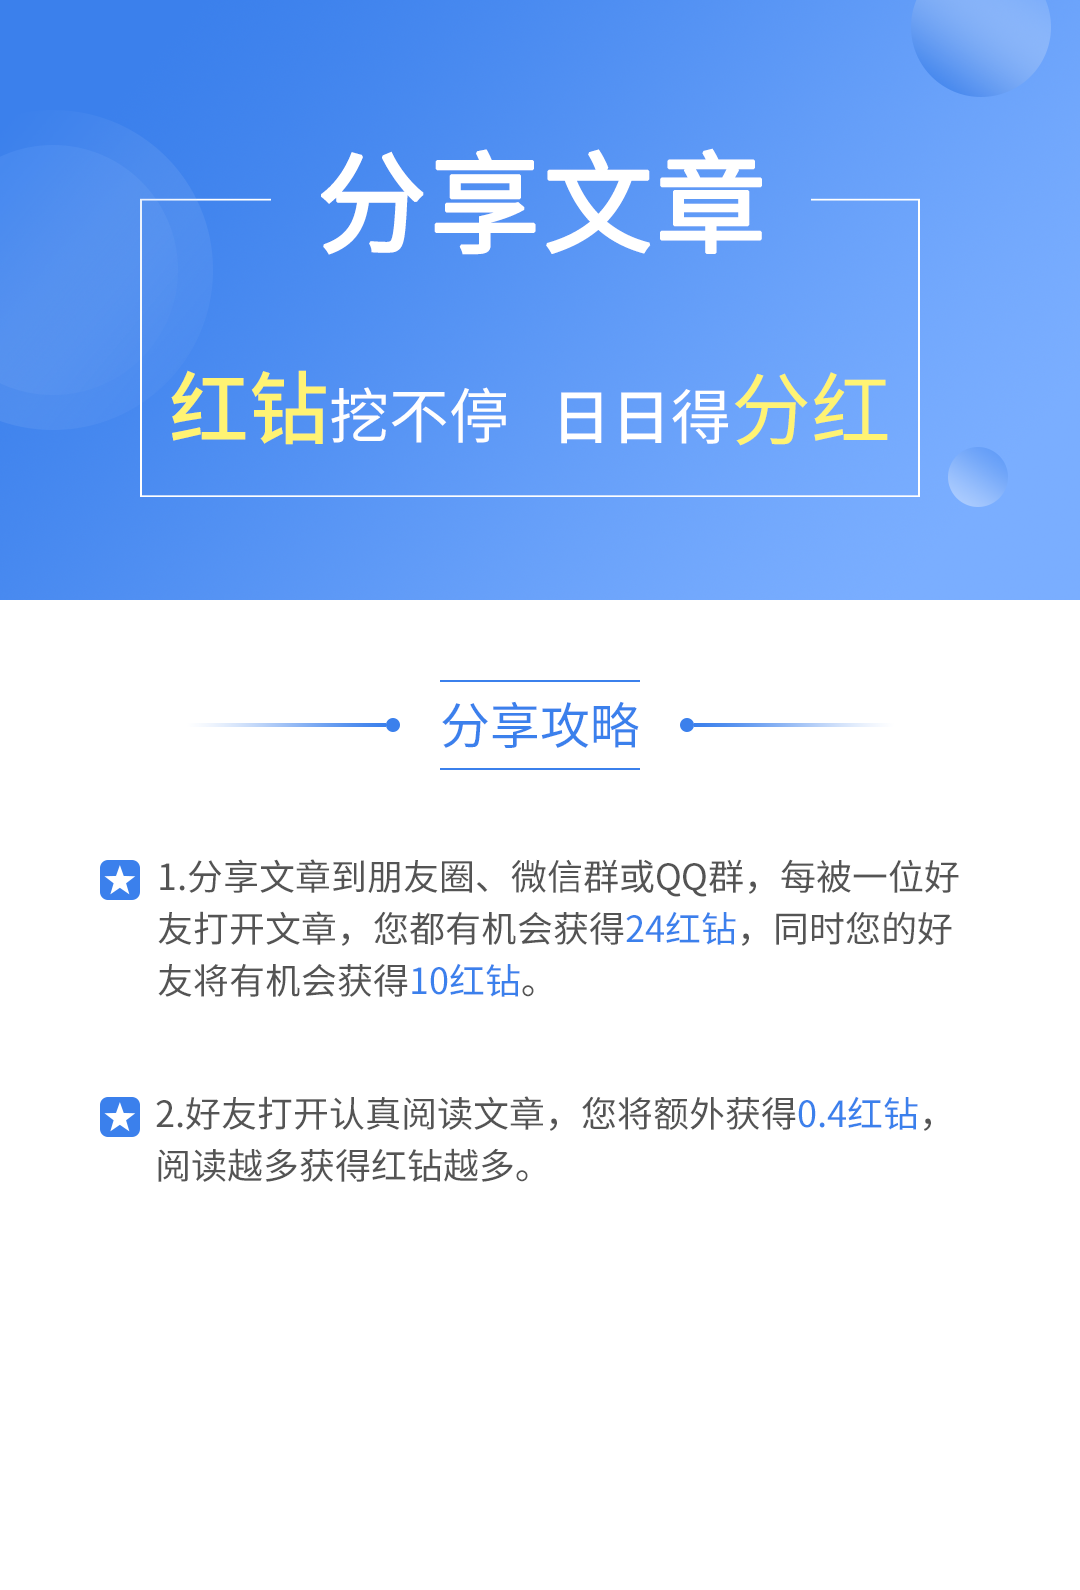 分享文章
红钻挖不停 日日得分红
分享攻略
1.分享文章到朋友圈、微信群或QQ群，每被一位好
友打开文章，您都有机会获得24红钻，同时您的好
友将有机会获得10红钻。
2.好友打开认真阅读文章，您将额外获得0.4红钻，
阅读越多获得红钻越多。